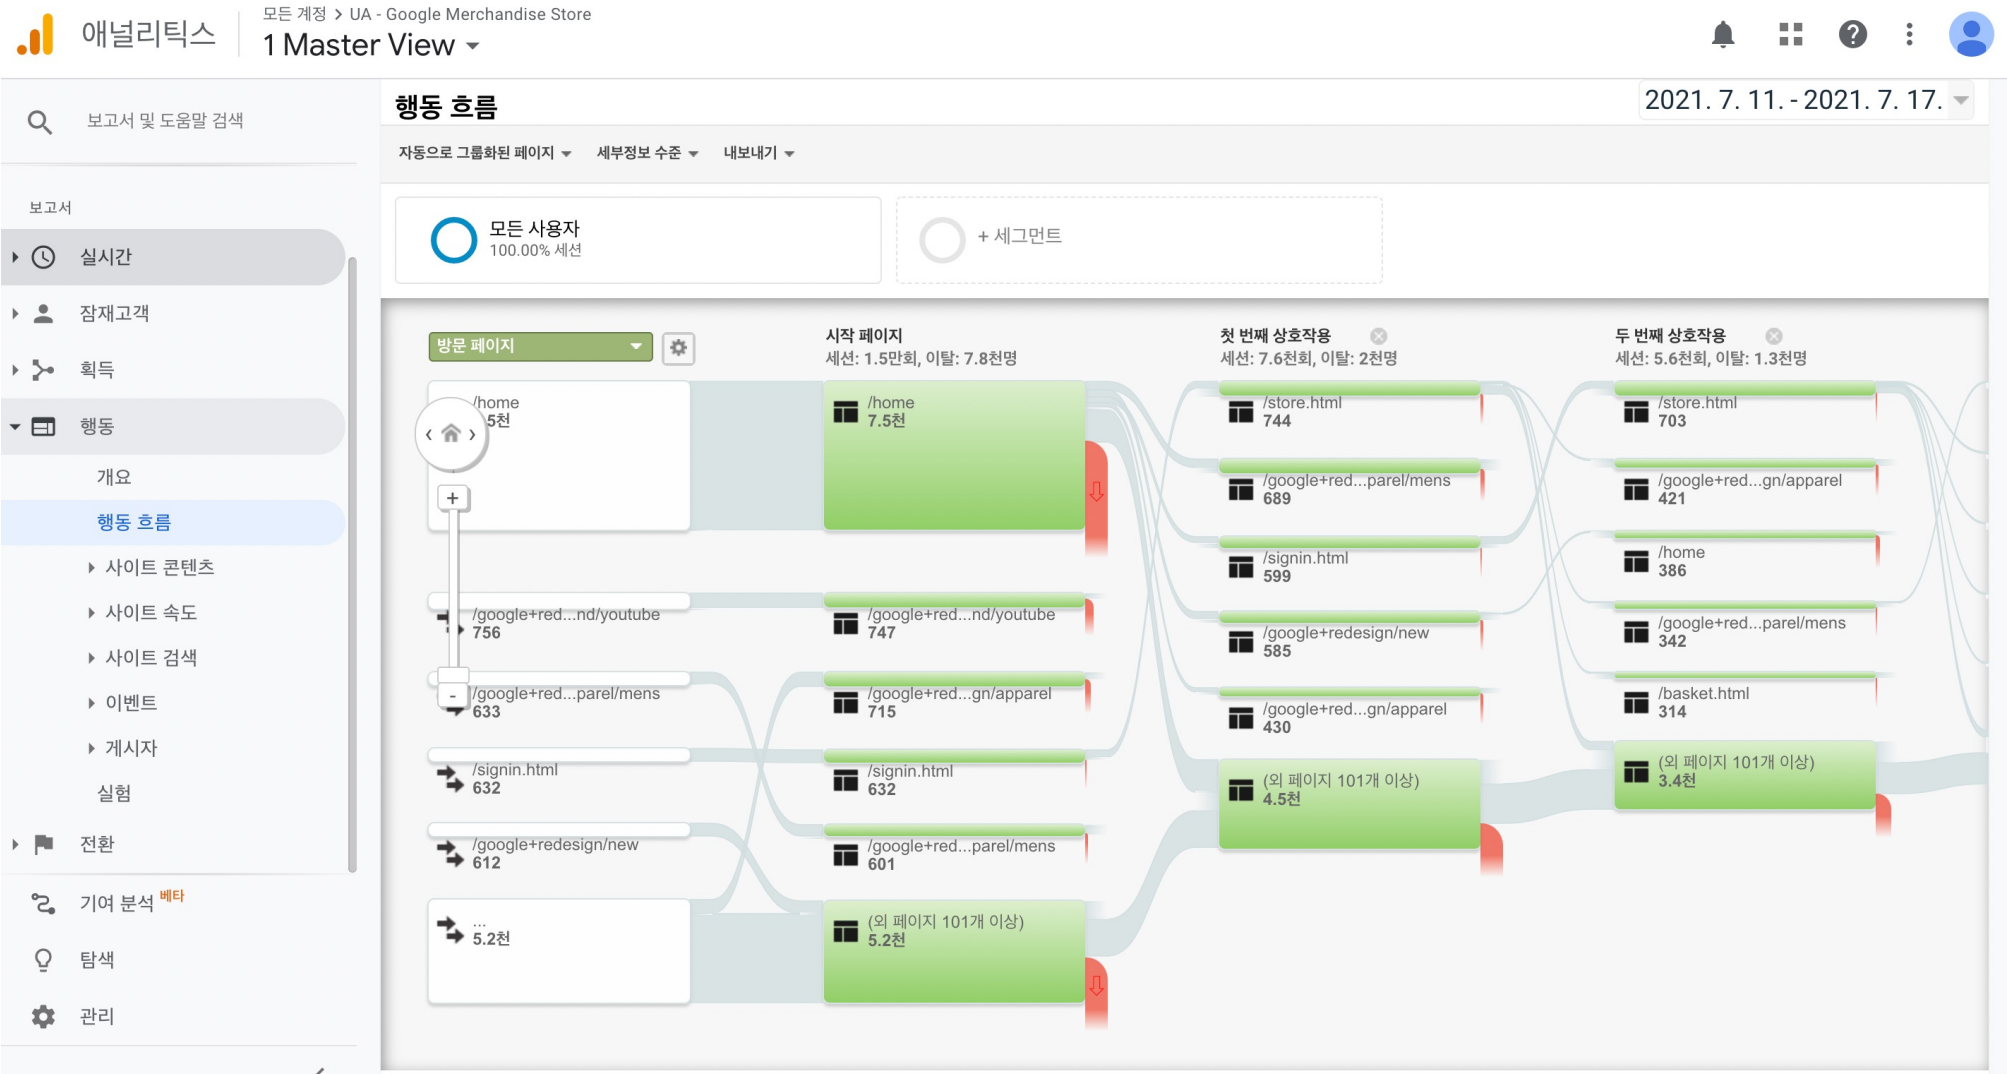 애널리틱스
모든 계정 > UA - Google Merchandise Store
1 Master View
보고서 및 도움말 검색
보고서
실시간
잠재고객
획득
행동
개요
행동 흐름
사이트 콘텐츠
사이트 속도
사이트 검색
이벤트
게시자
실험
전환
기여 분석 베타
탐색
관리
행동 흐름
2021. 7. 11. - 2021. 7. 17.
자동으로 그룹화된 페이지
세부정보 수준
내보내기
모든 사용자
100.00% 세션
+ 세그먼트
방문 페이지
/home
5천
+
/google+red...nd/youtube
756
-
/google+red...parel/mens
633
/signin.html
632
/google+redesign/new
612
...
5.2천
시작 페이지
세션: 1.5만회, 이탈: 7.8천명
/home
7.5천
/google+red...nd/youtube
747
/google+red...gn/apparel
715
/signin.html
632
/google+red...parel/mens
601
(외 페이지 101개 이상)
5.2천
첫 번째 상호작용
세션: 7.6천회, 이탈: 2천명
/store.html
744
/google+red...parel/mens
689
/signin.html
599
/google+redesign/new
585
/google+red...gn/apparel
430
(외 페이지 101개 이상)
4.5천
두 번째 상호작용
세션: 5.6천회, 이탈: 1.3천명
/store.html
703
/google+red...gn/apparel
421
/home
386
/google+red...parel/mens
342
/basket.html
314
(외 페이지 101개 이상)
3.4천